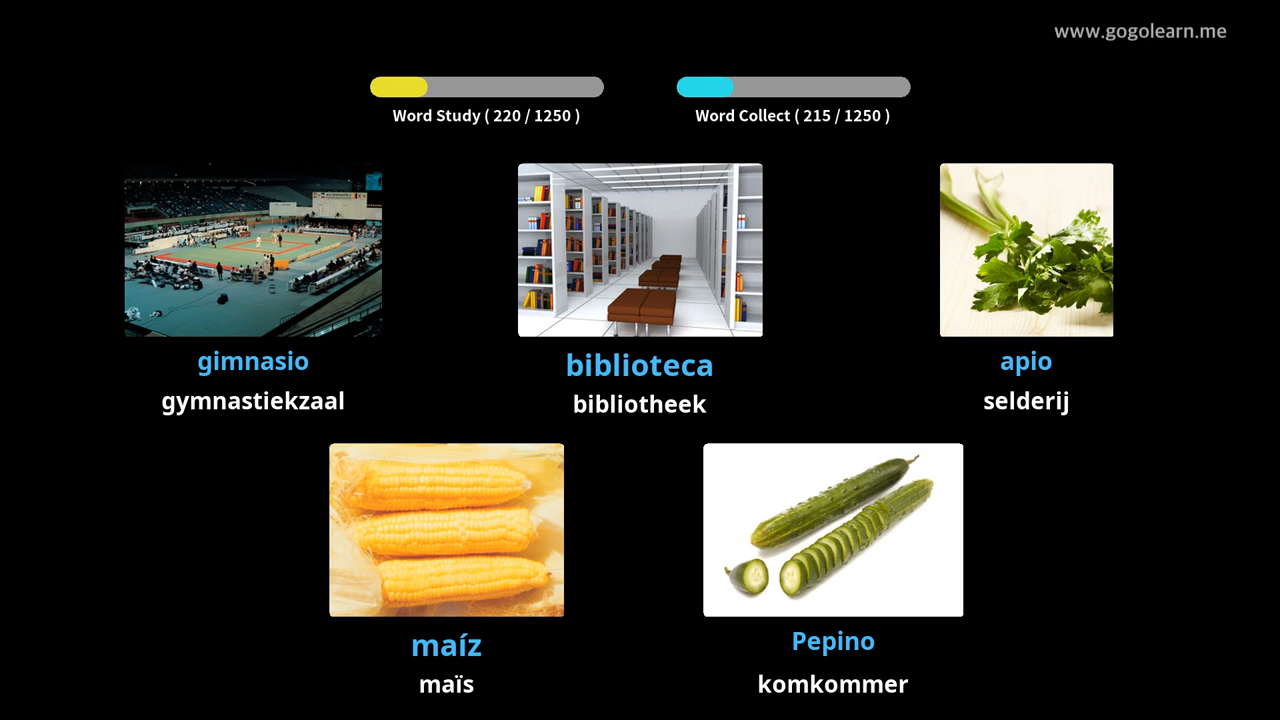 www.gogolearn.me
Word Study ( 220 / 1250 )
Word Collect ( 215 / 1250 )
gimnasio
gymnastiekzaal
biblioteca
bibliotheek
apio
selderij
maíz
maïs
Pepino
komkommer